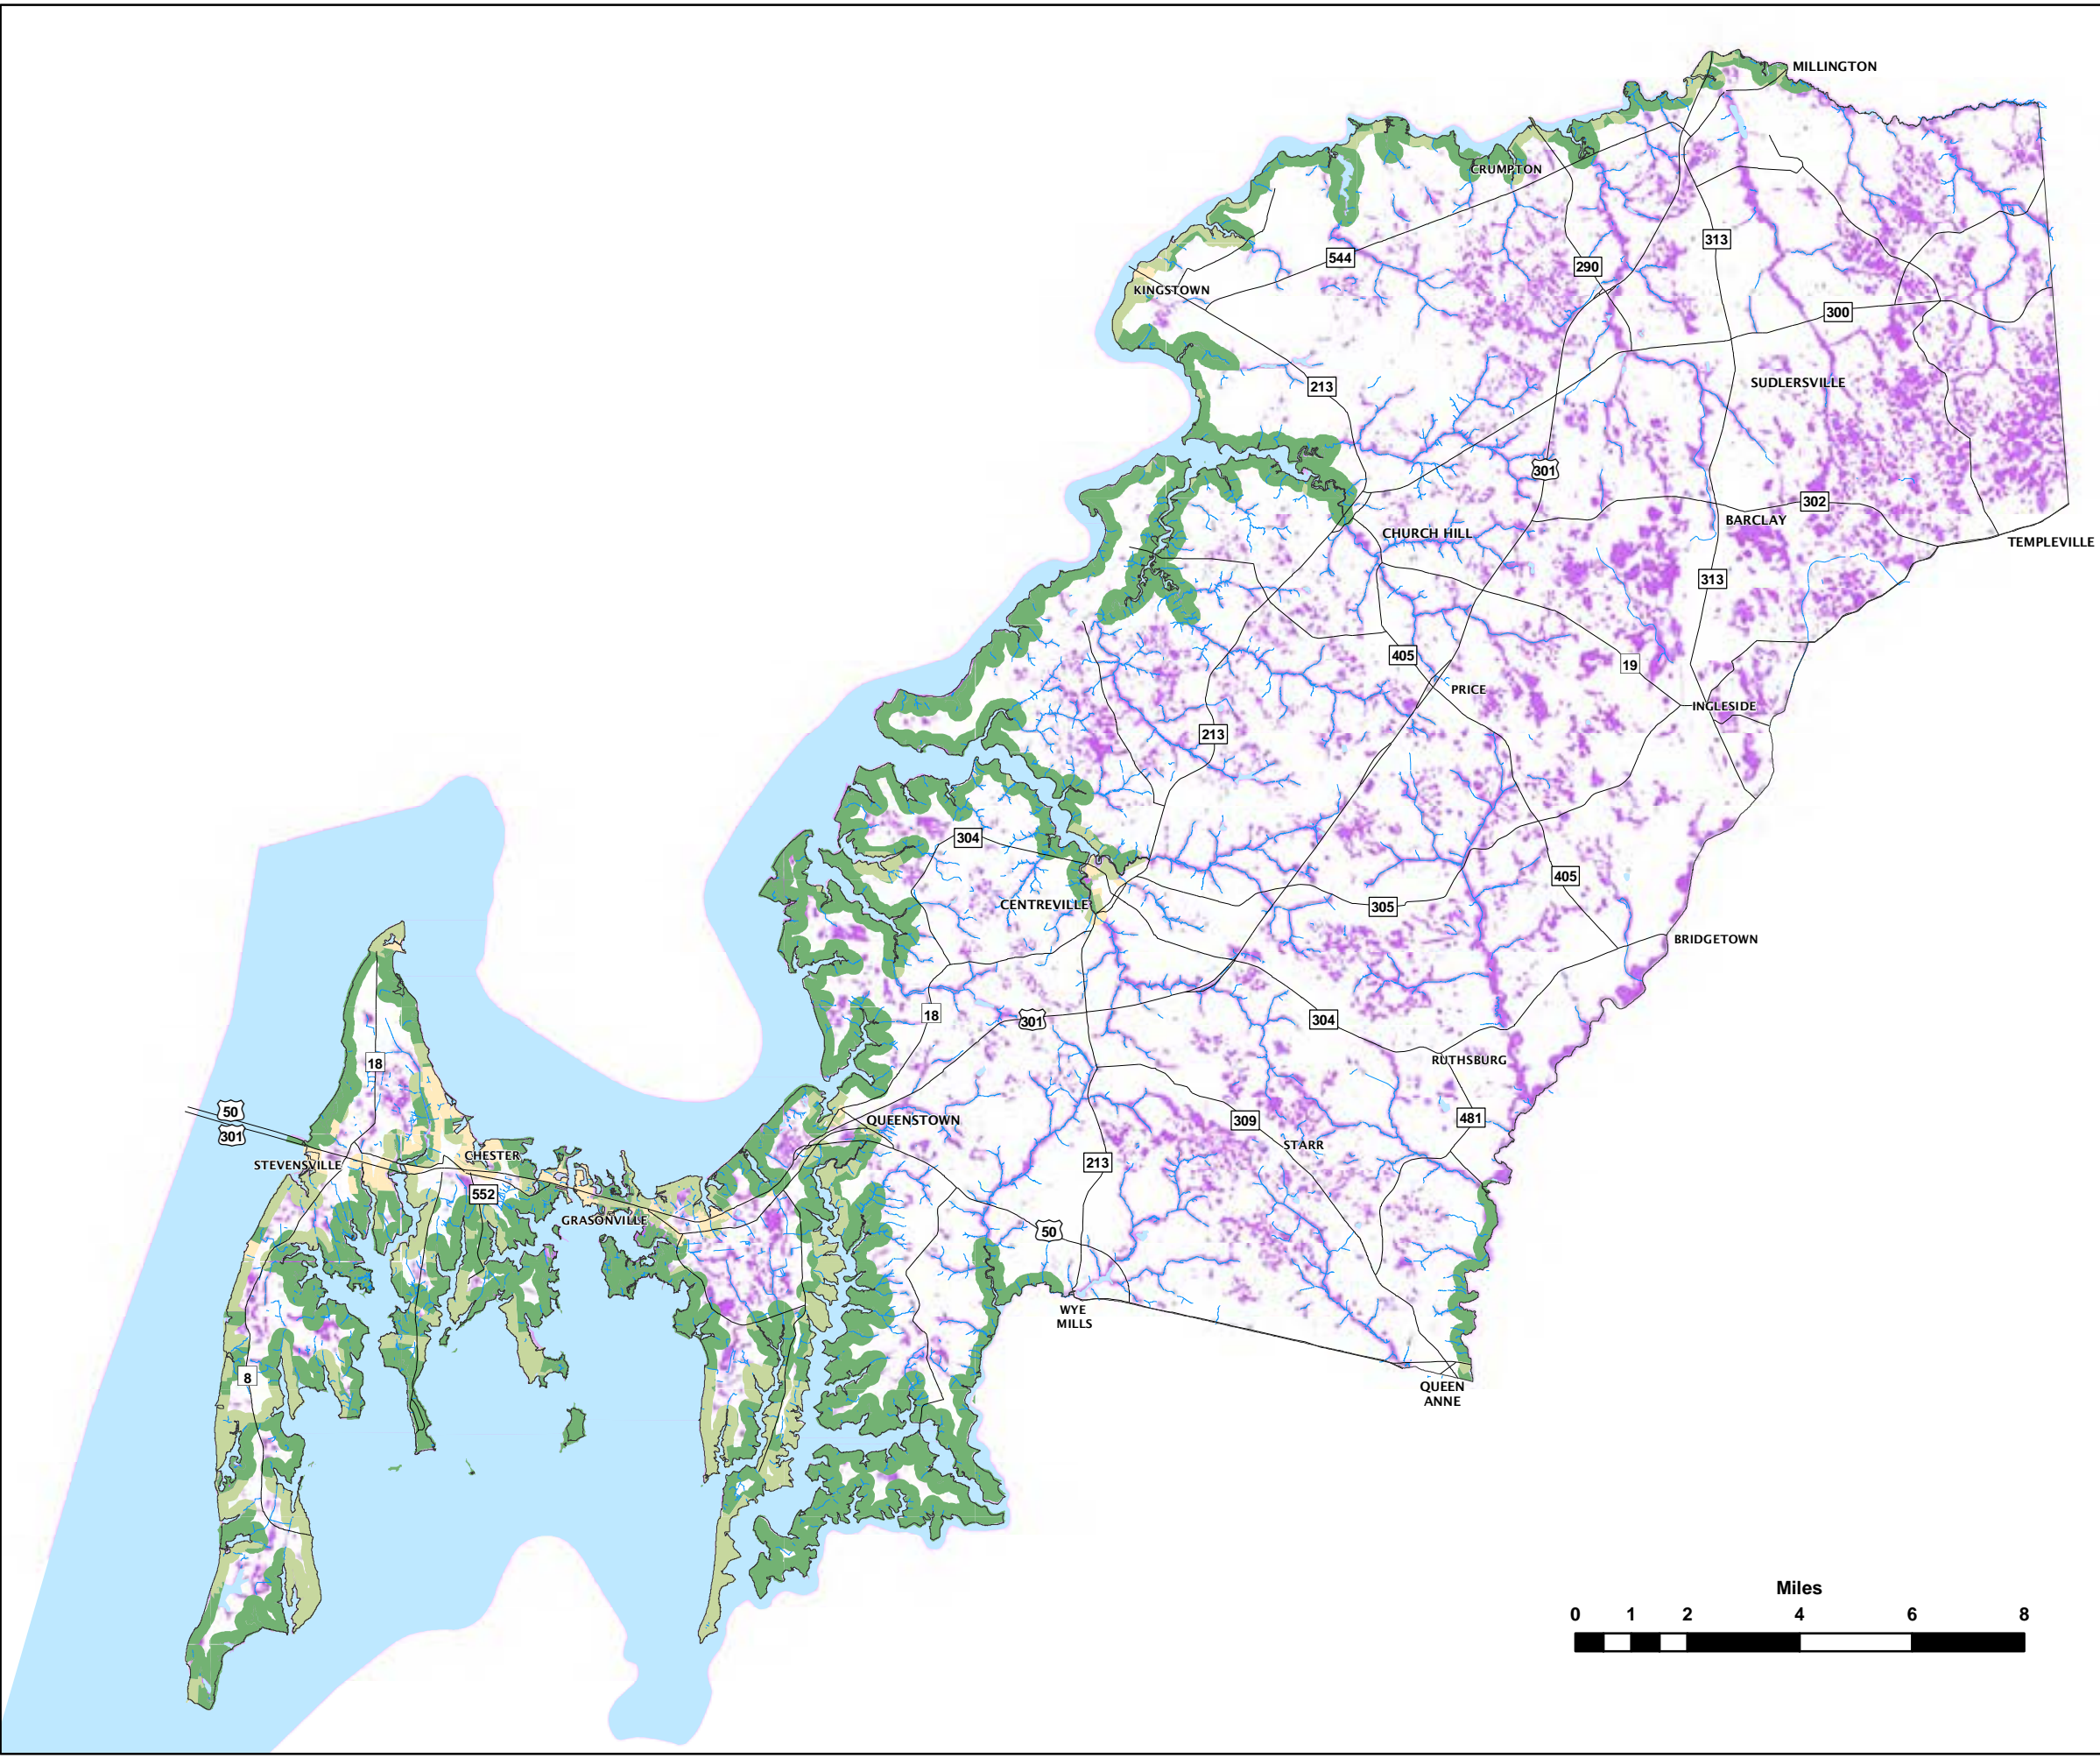 MILLINGTON
CRUMPTON
313
544
290
KINGSTOWN
300
213
SUDLERSVILLE
301
302
BARCLAY
CHURCH HILL
TEMPLEVILLE
313
405
19
PRICE
INGLESIDE
213
304
405
CENTREVILLE
305
BRIDGETOWN
18
301
304
RUTHSBURG
18
50
301
QUEENSTOWN
309
481
STARR
CHESTER
STEVENSVILLE
213
552
GRASONVILLE
50
WYE
MILLS
8
QUEEN
ANNE
Miles
0 1 2 4 6 8